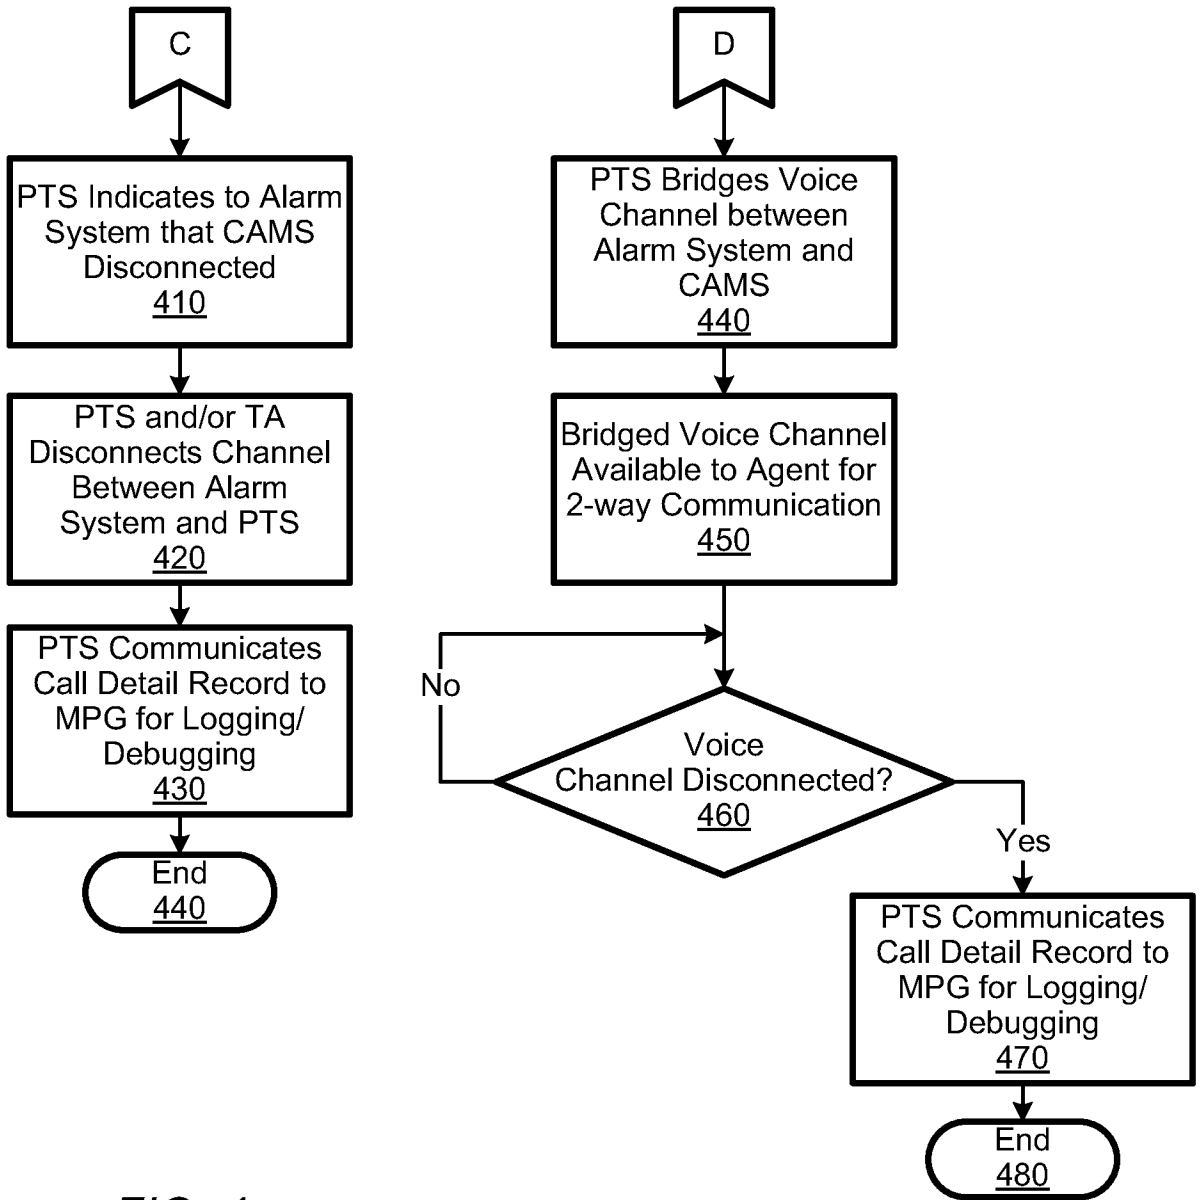 C
PTS Indicates to Alarm
System that CAMS
Disconnected
410
PTS and/or TA
Disconnects Channel
Between Alarm
System and PTS
420
PTS Communicates
Call Detail Record to
MPG for Logging/
Debugging
430
End
440
D
PTS Bridges Voice
Channel between
Alarm System and
CAMS
440
Bridged Voice Channel
Available to Agent for
2-way Communication
450
No
Voice
Channel Disconnected?
460
Yes
PTS Communicates
Call Detail Record to
MPG for Logging/
Debugging
470
End
480